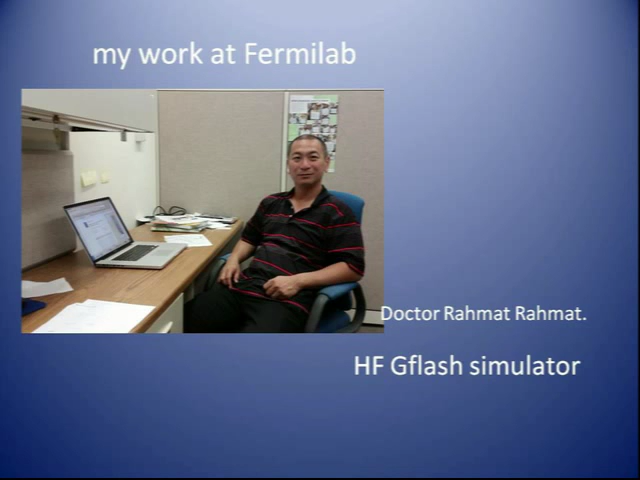 my work at Fermilab
Doctor Rahmat Rahmat.
HF Gflash simulator